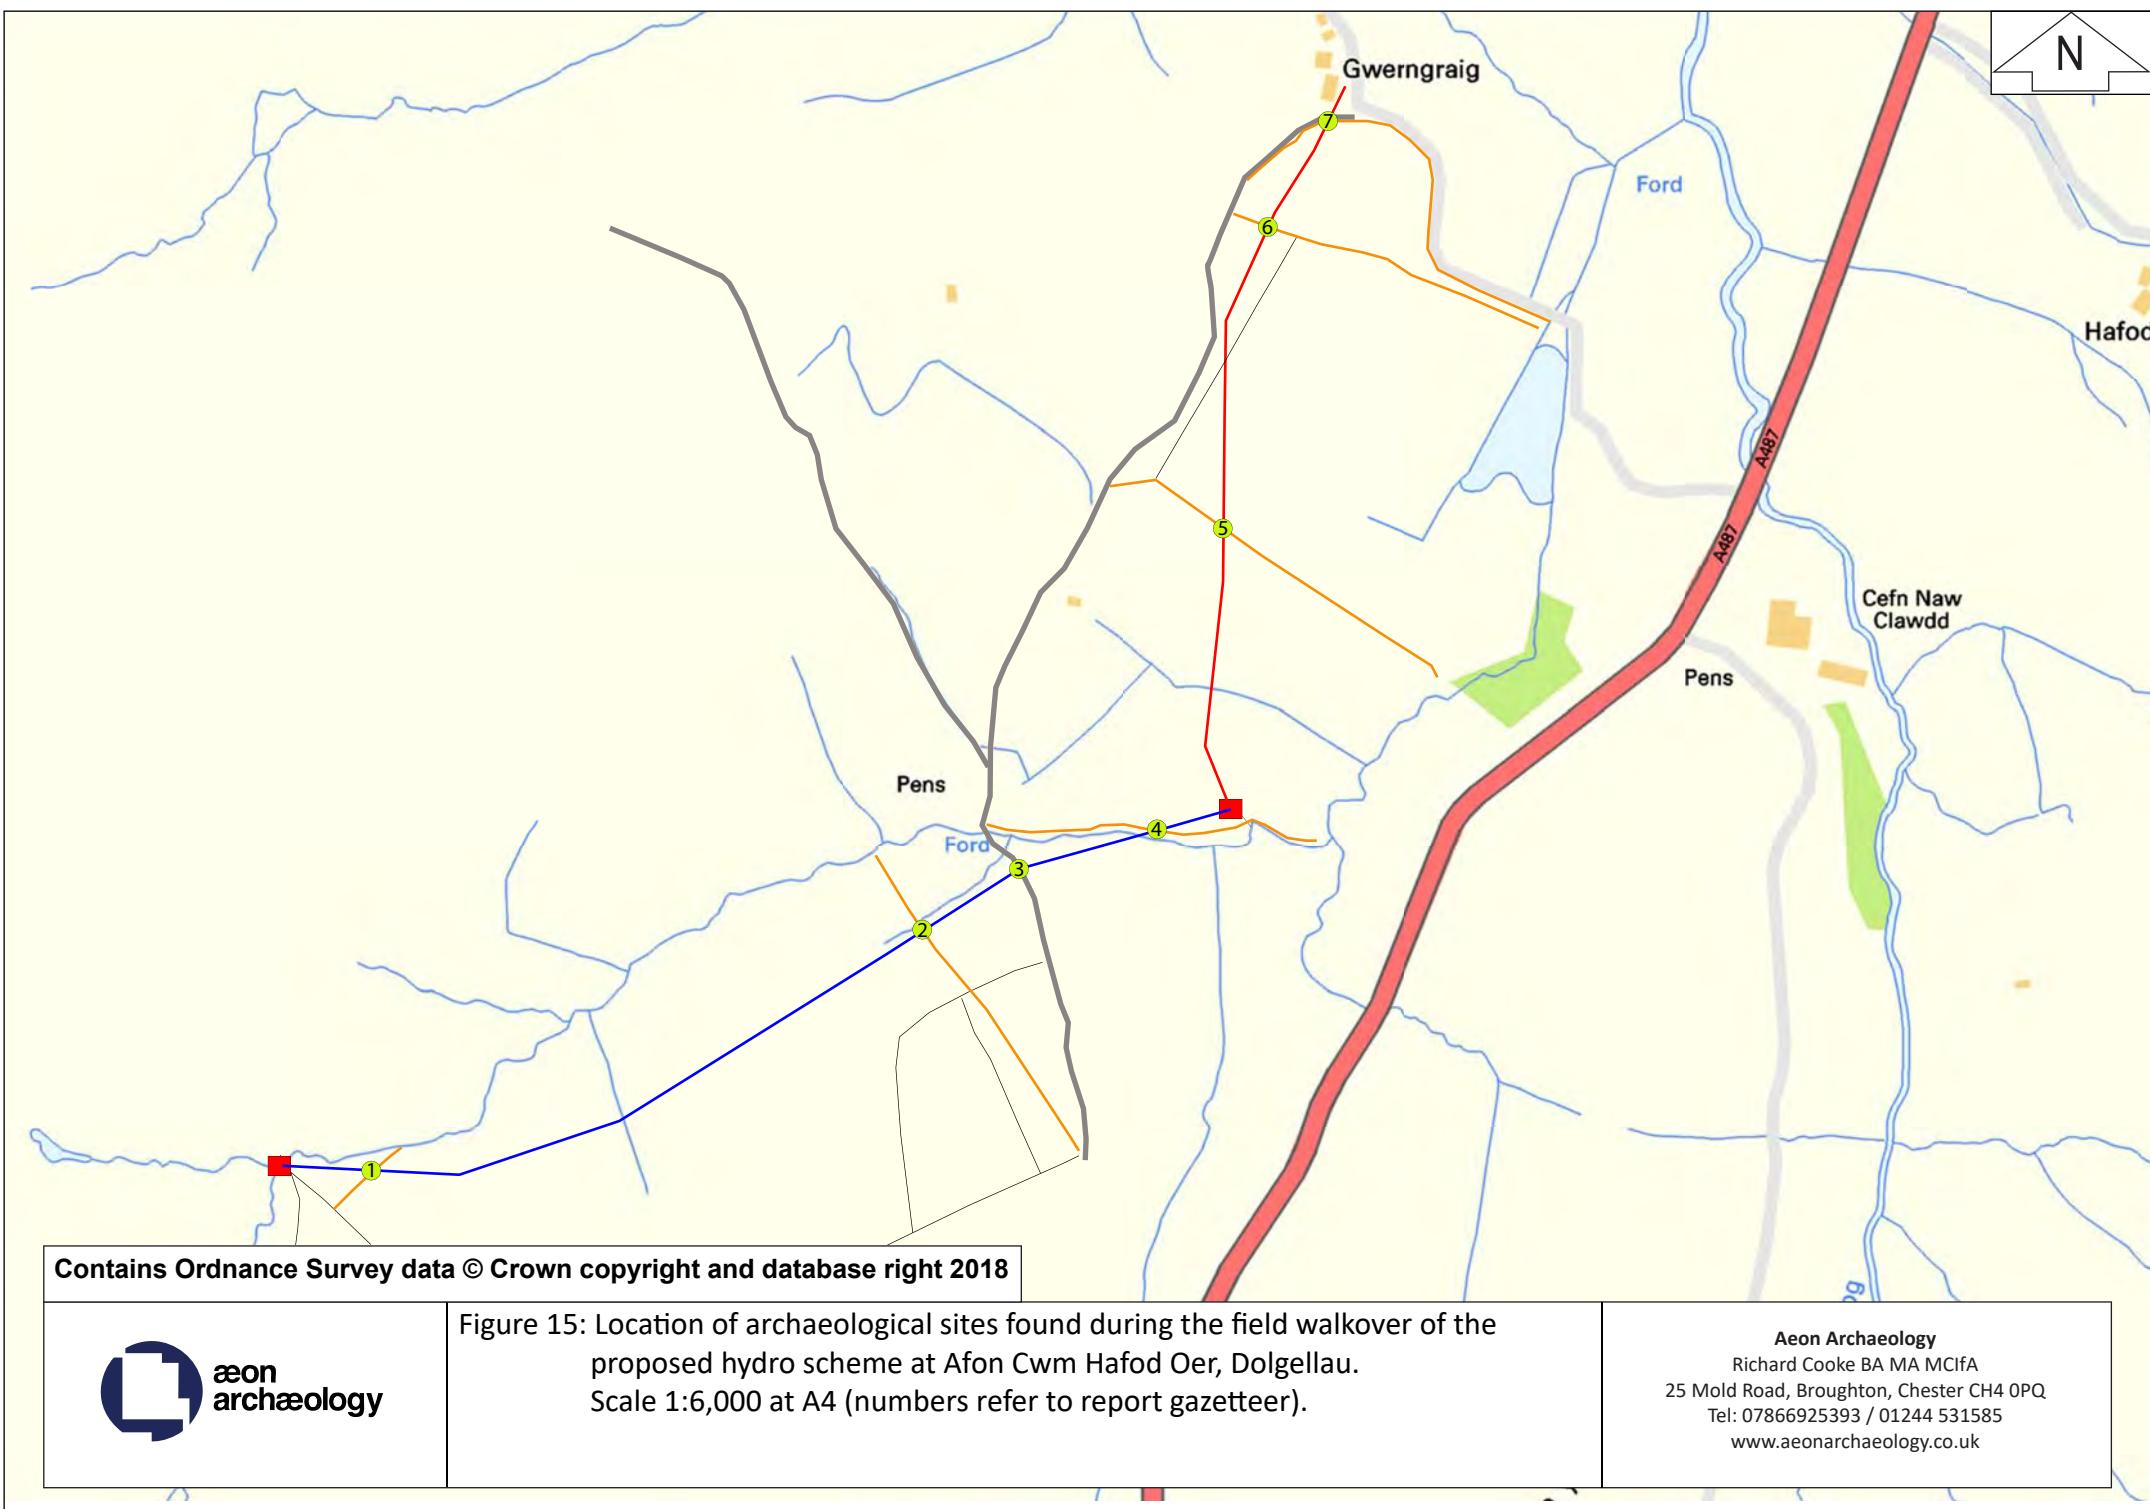 N
Gwerngraig
7
Ford
6
Hafod
A487
5
A487
Cefn Naw
Clawdd
Pens
Pens
4
Ford
3
2
1
Contains Ordnance Survey data © Crown copyright and database right 2018
og
æon
archæology
Figure 15: Location of archaeological sites found during the field walkover of the
proposed hydro scheme at Afon Cwm Hafod Oer, Dolgellau.
Scale 1:6,000 at A4 (numbers refer to report gazetteer).
Aeon Archaeology
Richard Cooke BA MA MCIfA
25 Mold Road, Broughton, Chester CH4 0PQ
Tel: 07866925393 / 01244 531585
www.aeonarchaeology.co.uk